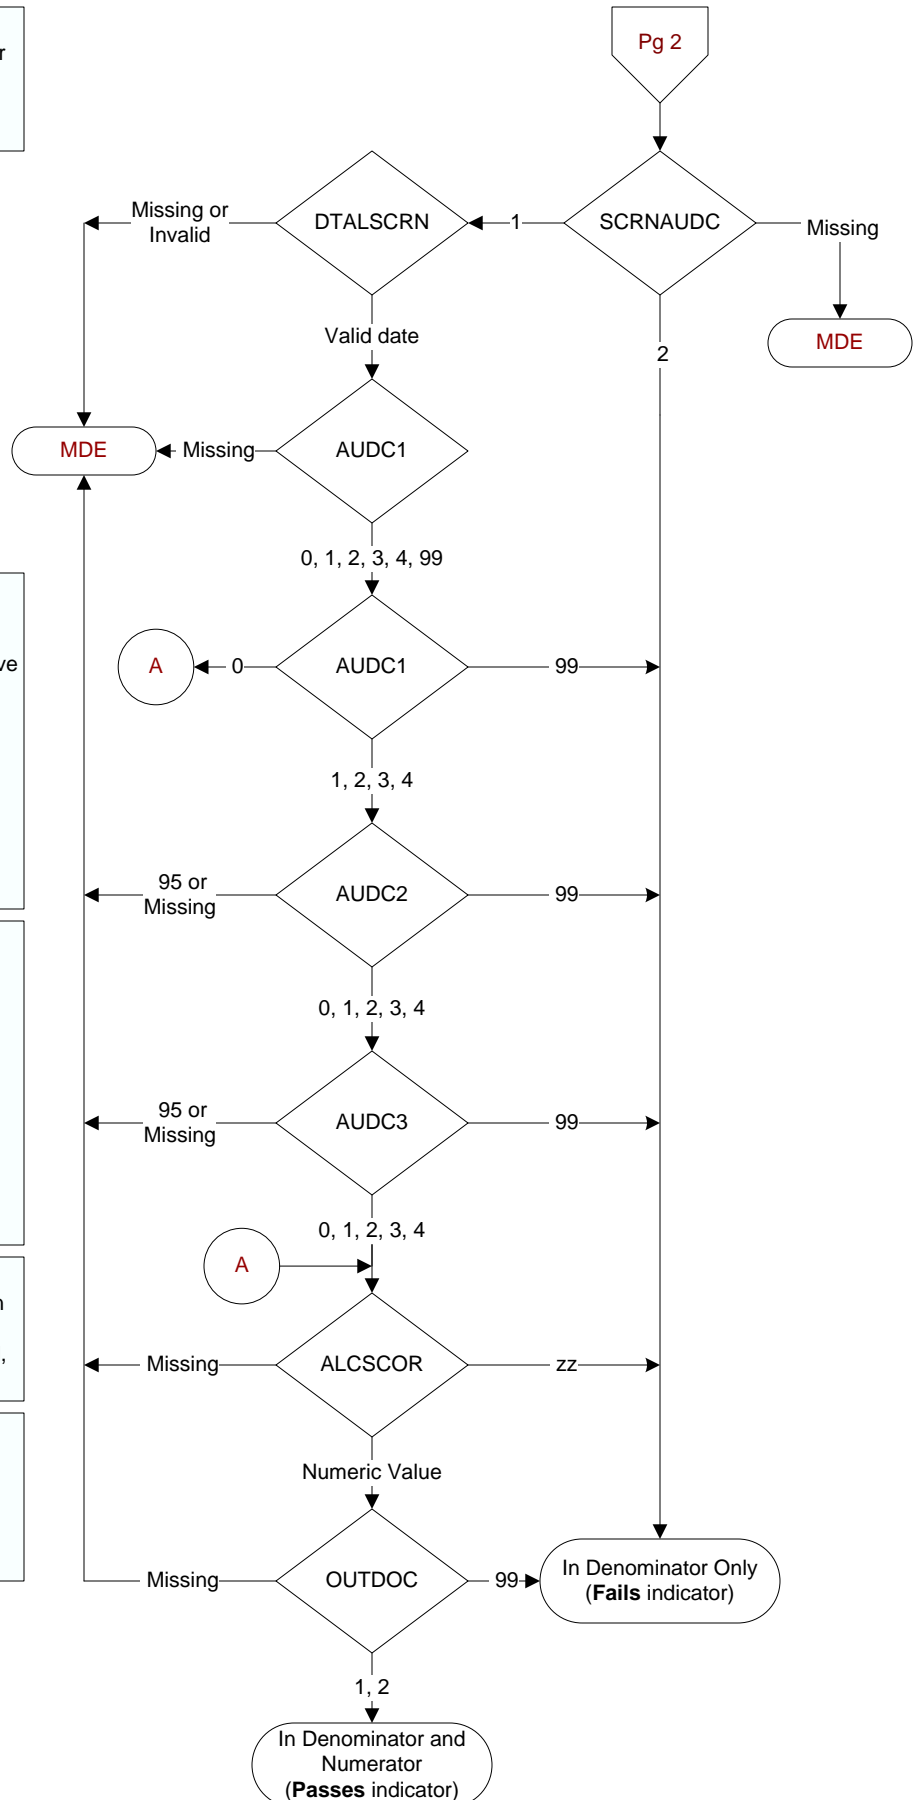 r
Pg 2
Missing or
Invalid
DTALSCRN
1
SCRNAUDC
Missing
Valid date
MDE
2
MDE
Missing
AUDC1
0, 1, 2, 3, 4, 99
ve
A
0
AUDC1
99
1, 2, 3, 4
95 or
Missing
AUDC2
99
0, 1, 2, 3, 4
95 or
Missing
AUDC3
99
0, 1, 2, 3, 4
A
n
,
Missing
ALCSCOR
zz
Numeric Value
Missing
OUTDOC
99
In Denominator Only
(Fails indicator)
1, 2
In Denominator and
Numerator
(Passes indicator)